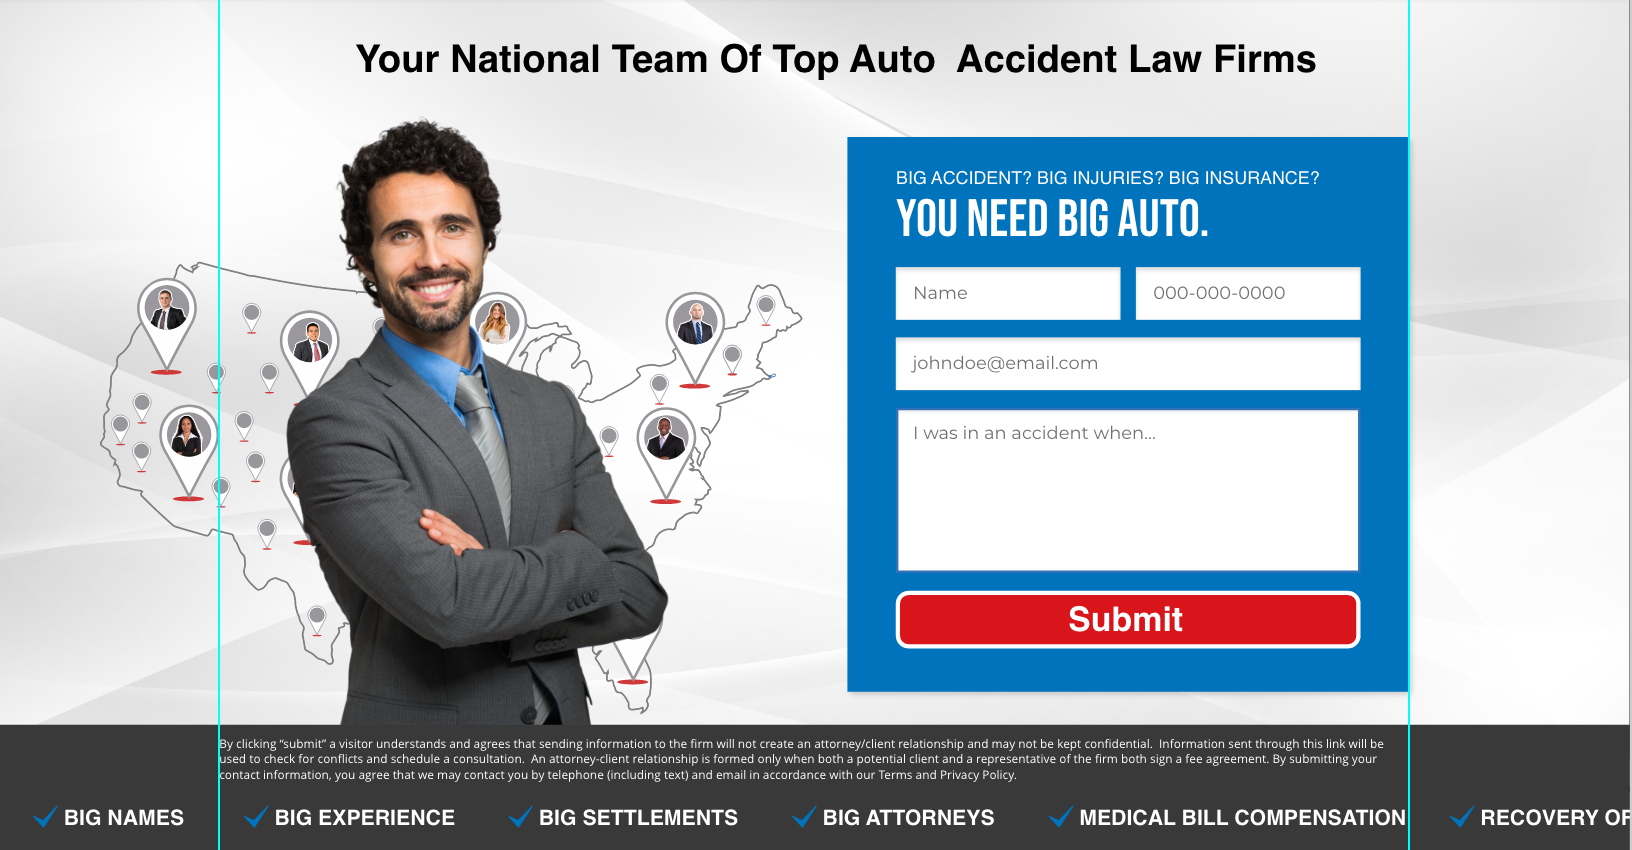 Your National Team Of Top Auto  Accident Law Firms
BIG ACCIDENT? BIG INJURIES? BIG INSURANCE?
YOU NEED BIG AUTO.
Name
000-000-0000
johndoe@email.com
I was in an accident when...
Submit
By clicking “submit” a visitor understands and agrees that sending information to the firm will not create an attorney/client relationship and may not be kept confidential.  Information sent through this link will be
used to check for conflicts and schedule a consultation.  An attorney-client relationship is formed only when both a potential client and a representative of the firm both sign a fee agreement. By submitting your
contact information, you agree that we may contact you by telephone (including text) and email in accordance with our Terms and Privacy Policy.
BIG NAMES
BIG EXPERIENCE
BIG SETTLEMENTS
BIG ATTORNEYS
MEDICAL BILL COMPENSATION
RECOVERY OF